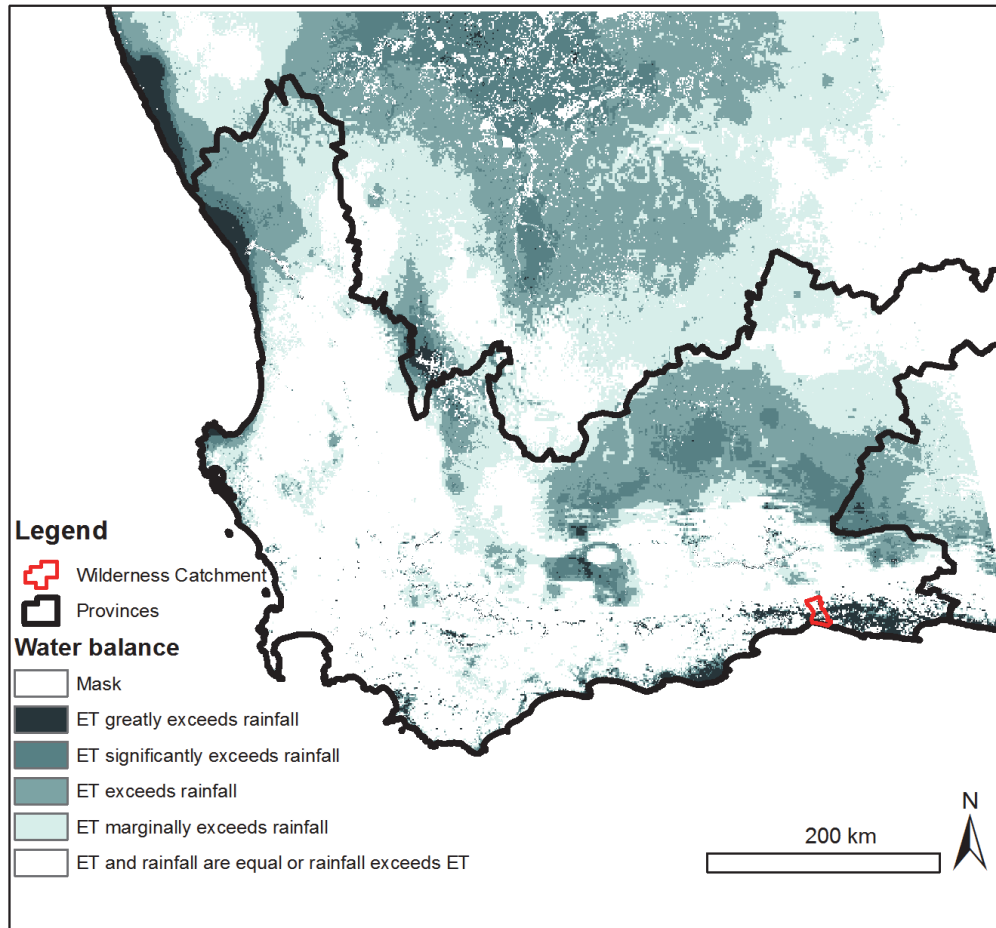 Legend
Wilderness Catchment
Provinces
Water balance
Mask
ET greatly exceeds rainfall
ET significantly exceeds rainfall
ET exceeds rainfall
ET marginally exceeds rainfall
ET and rainfall are equal or rainfall exceeds ET
200 km
N